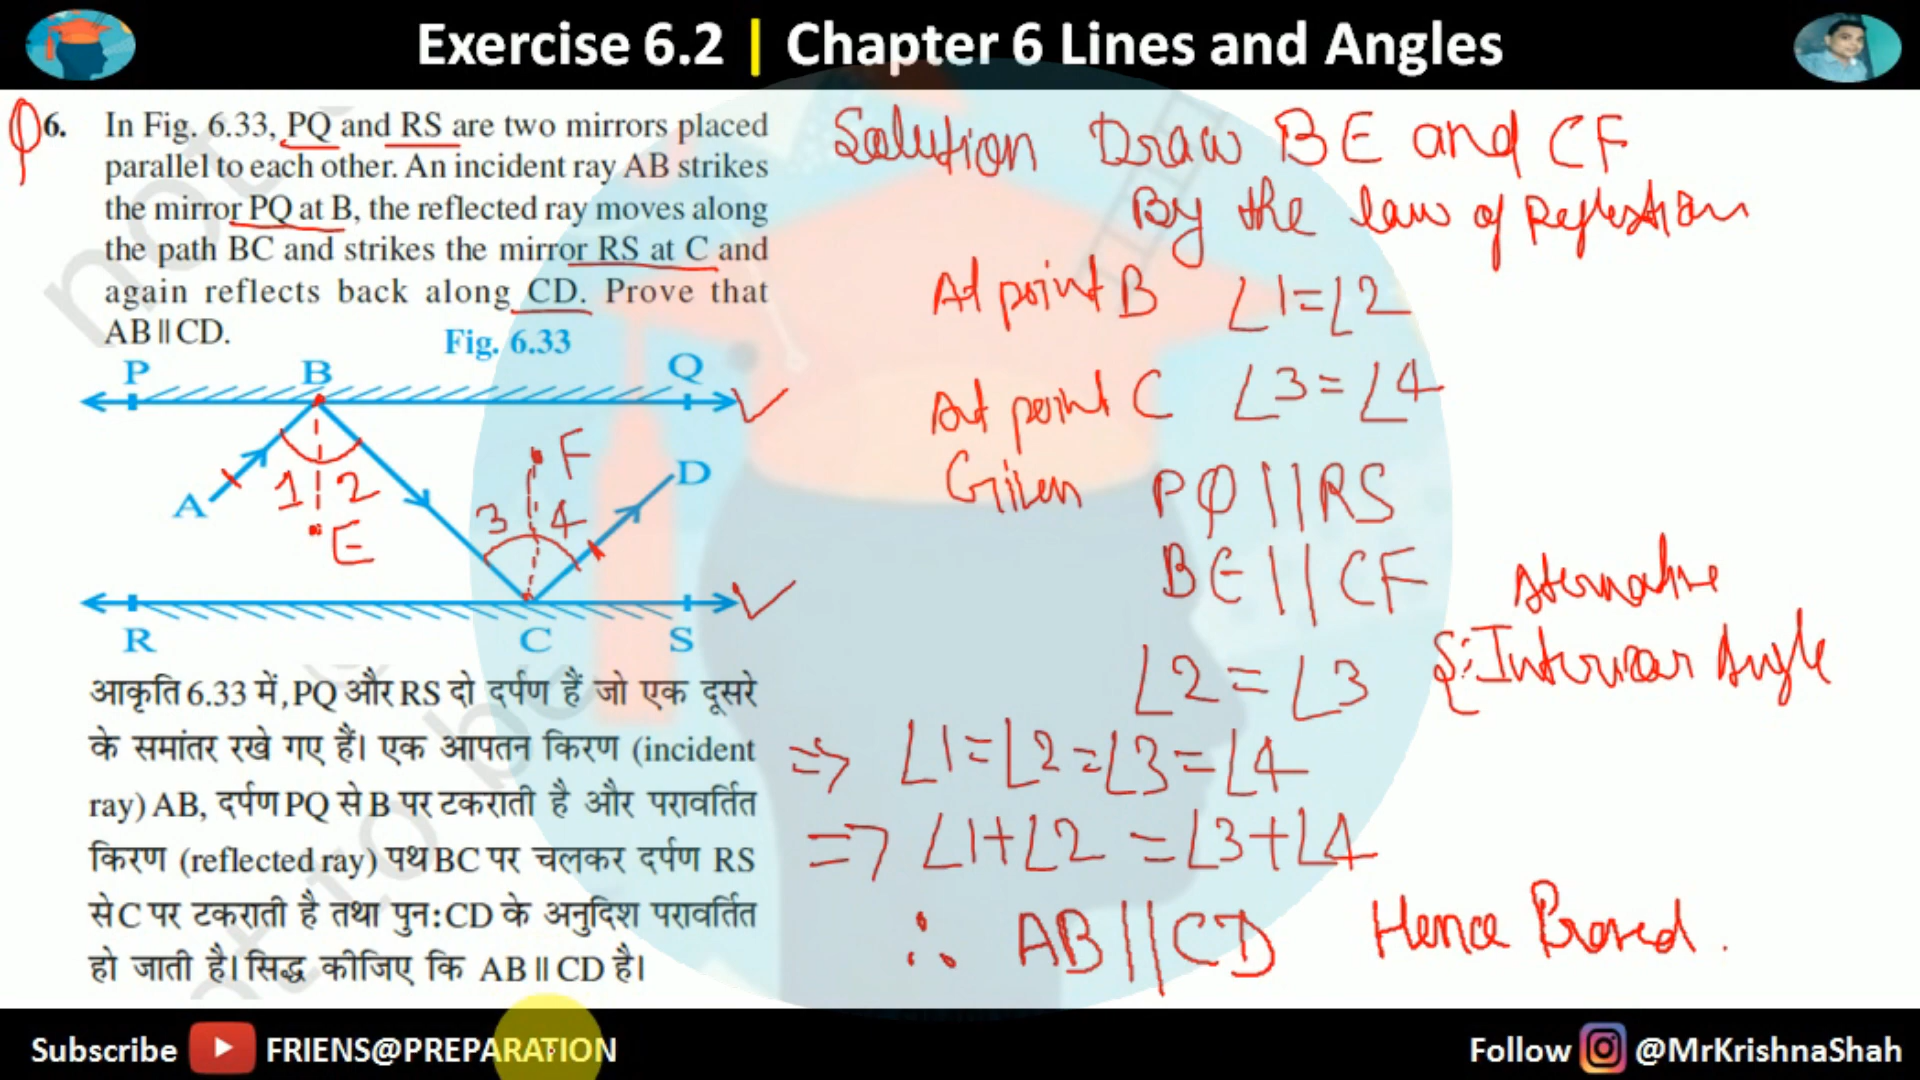 Exercise 6.2 | Chapter 6 Lines and Angles
Q6. In Fig. 6.33, PQ and RS are two mirrors placed
parallel to each other. An incident ray AB strikes
the mirror PQ at B, the reflected ray moves along
the path BC and strikes the mirror RS at C and
again reflects back along CD. Prove that
AB || CD.
Fig. 6.33
P B Q
F
A 1 2 3 4 D
E
R C S
आकृति 6.33 में, PQ और RS दो दर्पण हैं जो एक दूसरे
के समांतर रखे गए हैं। एक आपतन किरण (incident
ray) AB, दर्पण PQ से B पर टकराती है और परावर्तित
किरण (reflected ray) पथ BC पर चलकर दर्पण RS
से C पर टकराती है तथा पुन: CD के अनुदिश परावर्तित
हो जाती है। सिद्ध कीजिए कि AB || CD है।
Solution Draw BE and CF
By the law of Reflection
At point B ∠1=∠2
At point C ∠3=∠4
Given PQ || RS
BE || CF
∠2=∠3 Interior Angle
⇒ ∠1=∠2=∠3=∠4
⇒ ∠1+∠2 =∠3+∠4
∴ AB || CD Hence Proved.
Subscribe FRIENS@PREPARATION
Follow @MrKrishnaShah